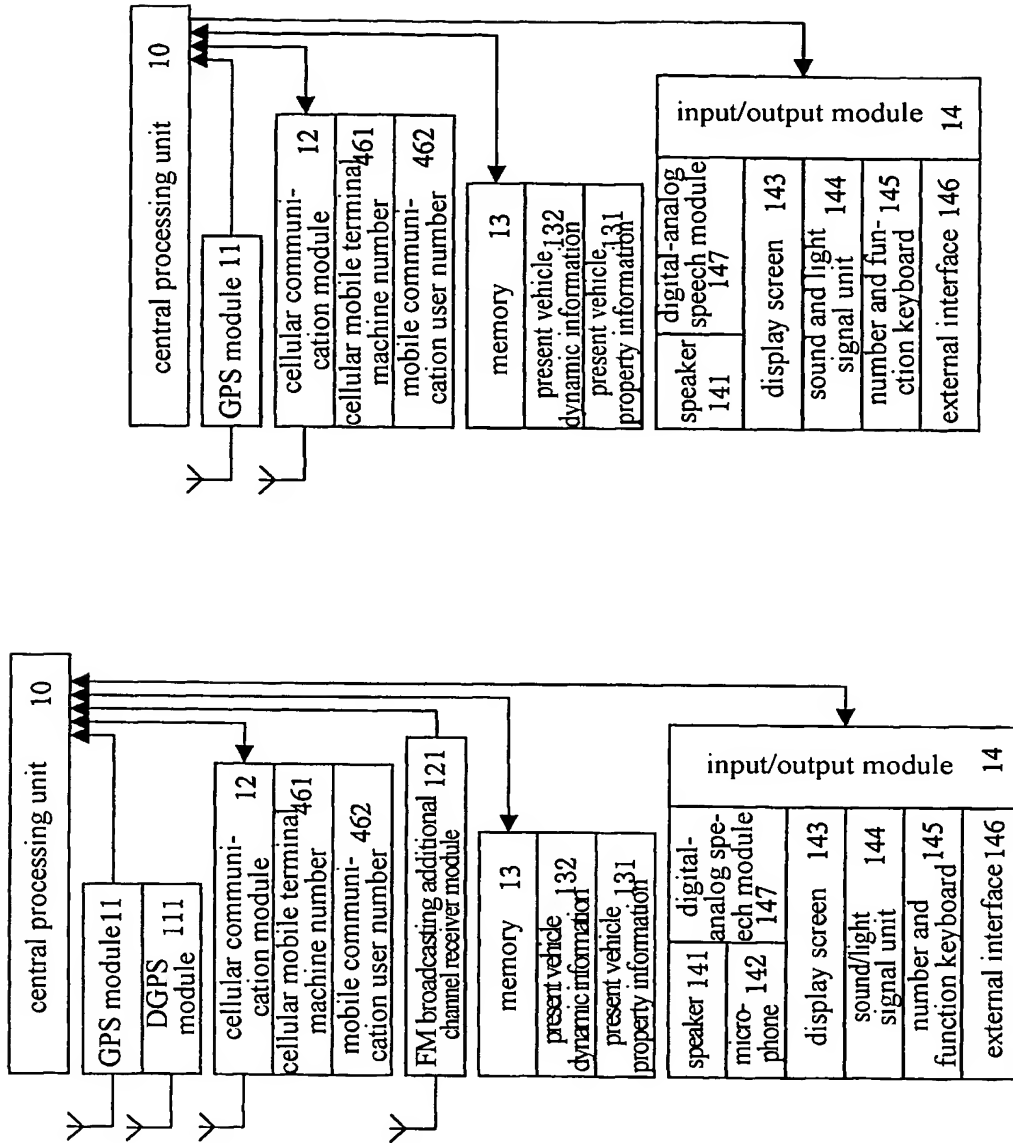 central processing unit 10
GPS module 11
cellular communi-
cation module 12
cellular mobile terminal
machine number 461
mobile communi-
cation user number 462
memory 13
present vehicle
dynamic information 132
present vehicle
property information 131
input/output module 14
speaker
141
digital-analog
speech module
147
display screen 143
sound and light
signal unit 144
number and fun-
ction keyboard 145
external interface 146
central processing unit 10
GPS module 11
DGPS
module 111
cellular communi-
cation module 12
cellular mobile terminal
machine number 461
mobile communi-
cation user number 462
FM broadcasting additional
channel receiver module 121
memory 13
present vehicle
dynamic information 132
present vehicle
property information 131
input/output module 14
speaker 141
micro-
phone 142
digital-
analog spe-
ech module
147
display screen 143
sound/light
signal unit 144
number and
function keyboard 145
external interface 146